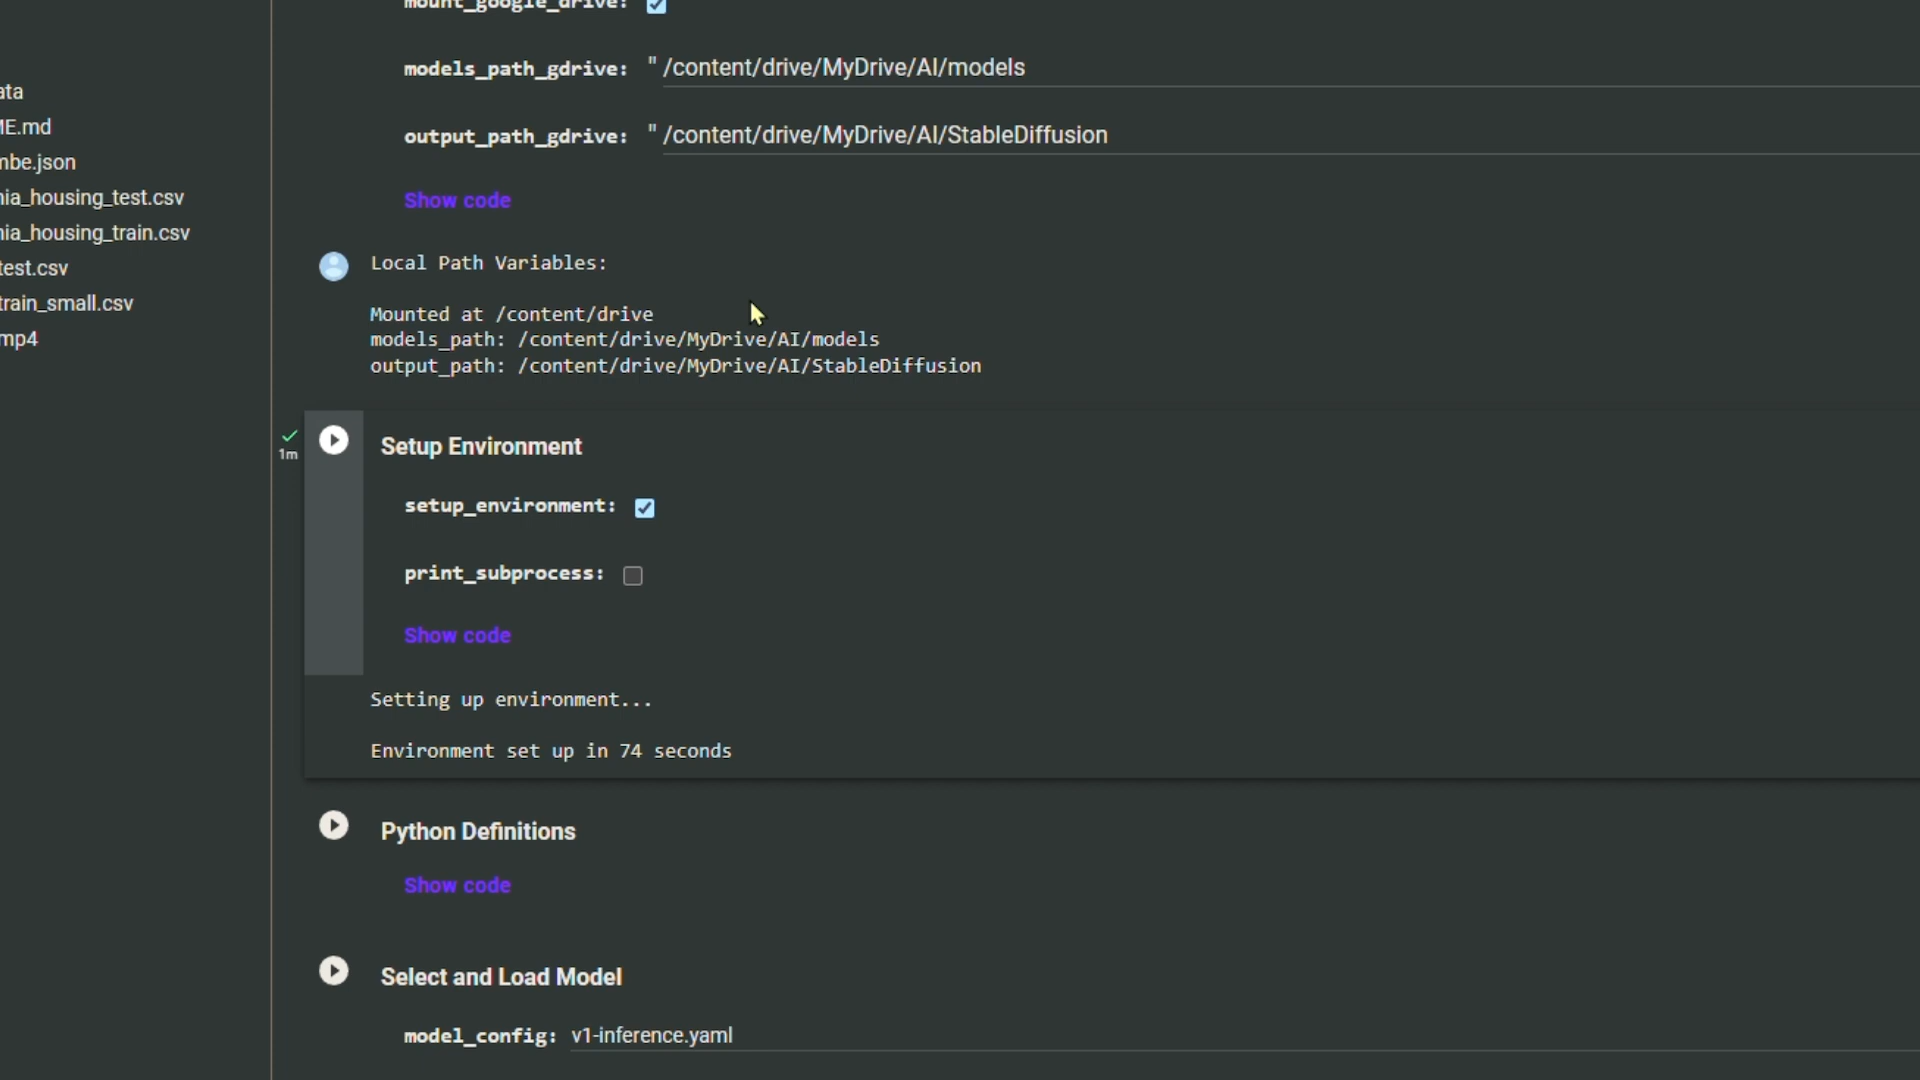 mount_google_drive:
models_path_gdrive: " /content/drive/MyDrive/AI/models
output_path_gdrive: " /content/drive/MyDrive/AI/StableDiffusion
Show code
ata
ME.md
mbe.json
nia_housing_test.csv
nia_housing_train.csv
test.csv
train_small.csv
mp4
Local Path Variables:
Mounted at /content/drive
models_path: /content/drive/MyDrive/AI/models
output_path: /content/drive/MyDrive/AI/StableDiffusion
1m
Setup Environment
setup_environment:
print_subprocess:
Show code
Setting up environment...
Environment set up in 74 seconds
Python Definitions
Show code
Select and Load Model
model_config: v1-inference.yaml